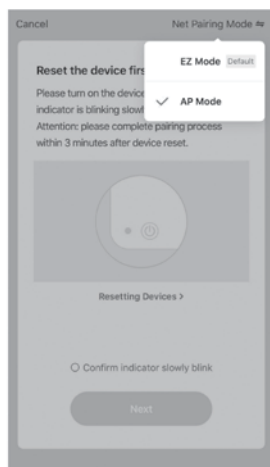 Cancel Net Pairing Mode ⇌
EZ Mode Default
✓ AP Mode
Reset the device firs
Please turn on the device
indicator is blinking slowl
Attention: please complete pairing process
within 3 minutes after device reset.
Resetting Devices >
Confirm indicator slowly blink
Next